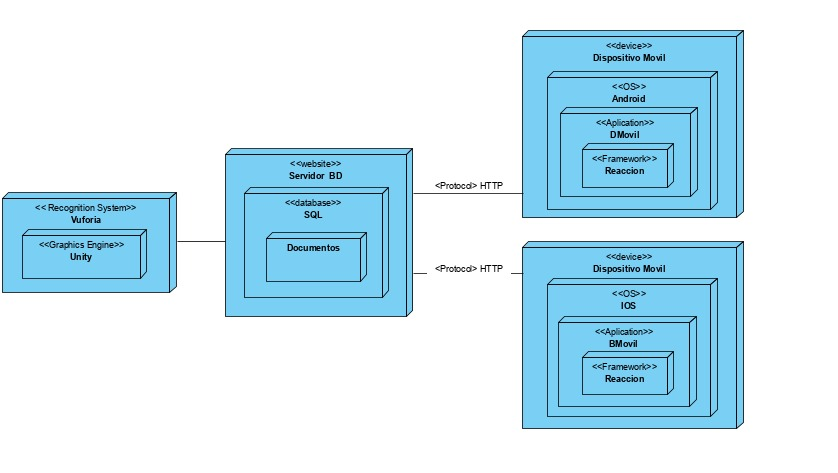 << Recognition System>>
Vuforia
<<Graphics Engine>>
Unity
<<website>>
Servidor BD
<<database>>
SQL
Documentos
<Protocol> HTTP
<Protocol> HTTP
<<device>>
Dispositivo Movil
<<OS>>
Android
<<Aplication>>
DMovil
<<Framework>>
Reaccion
<<device>>
Dispositivo Movil
<<OS>>
IOS
<<Aplication>>
BMovil
<<Framework>>
Reaccion